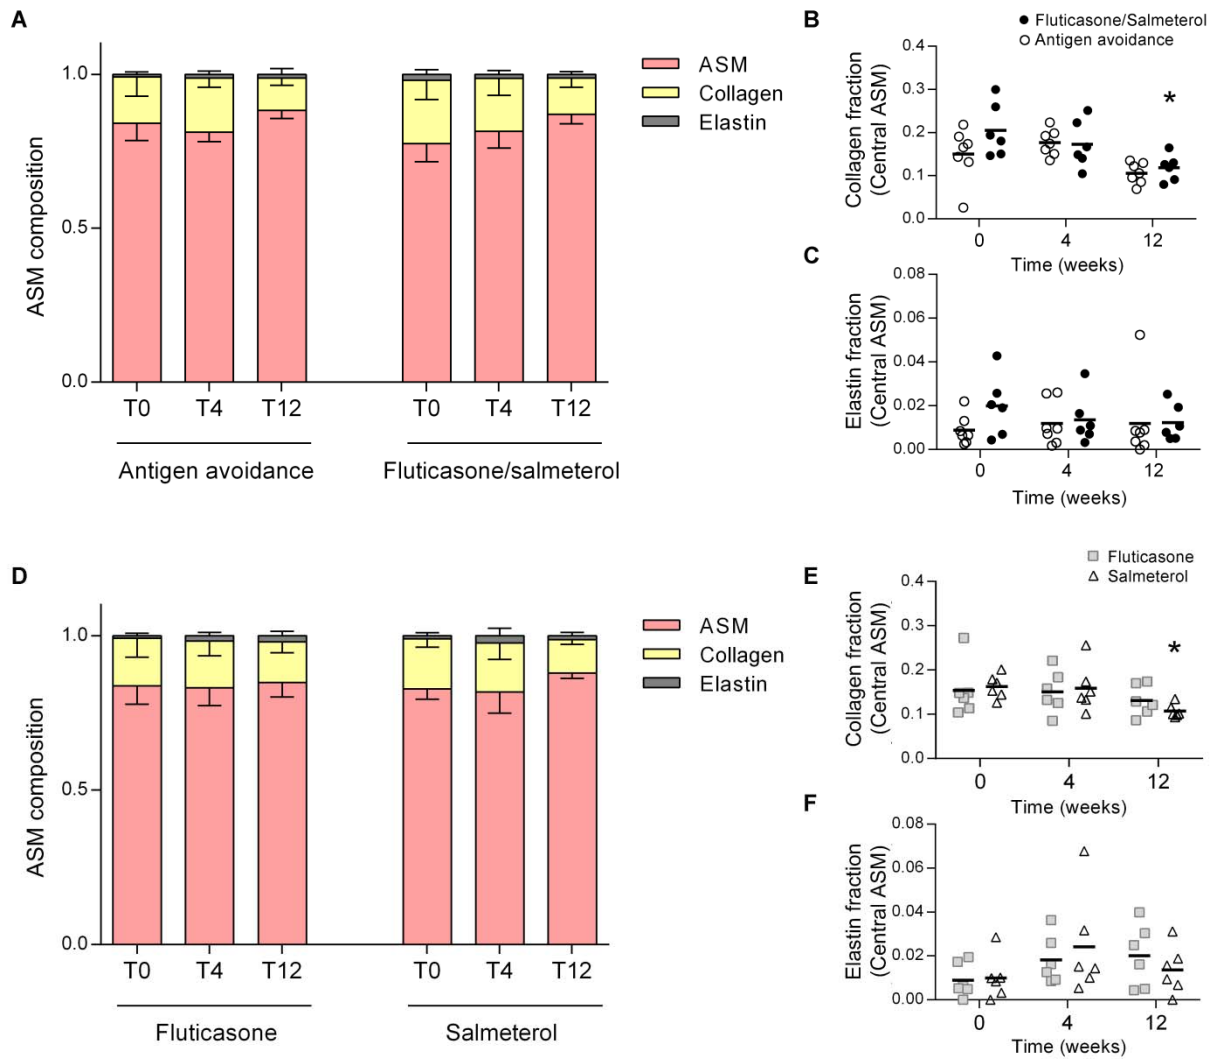 A
1.0
0.5
0.0
ASM composition
T0 T4 T12 T0 T4 T12
Antigen avoidance Fluticasone/salmeterol
ASM
Collagen
Elastin
B
Fluticasone/Salmeterol
Antigen avoidance
0.4
0.3
0.2
0.1
0.0
Collagen fraction
(Central ASM)
*
0 4 12
Time (weeks)
C
0.08
0.06
0.04
0.02
0.00
Elastin fraction
(Central ASM)
0 4 12
Time (weeks)
D
1.0
0.5
0.0
ASM composition
T0 T4 T12 T0 T4 T12
Fluticasone Salmeterol
ASM
Collagen
Elastin
E
Fluticasone
Salmeterol
0.4
0.3
0.2
0.1
0.0
Collagen fraction
(Central ASM)
*
0 4 12
Time (weeks)
F
0.08
0.06
0.04
0.02
0.00
Elastin fraction
(Central ASM)
0 4 12
Time (weeks)